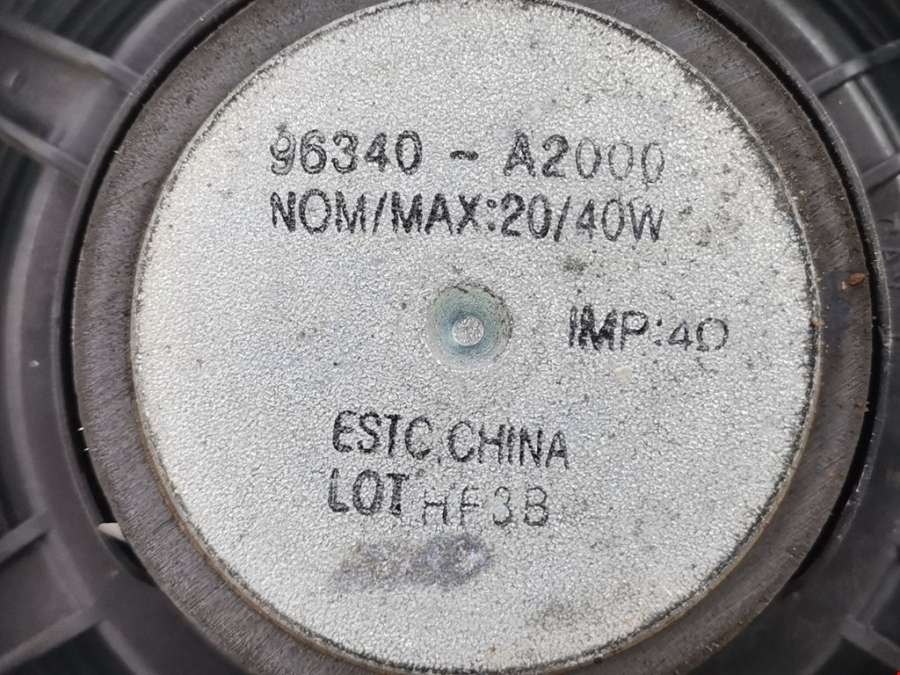 96340 - A2000
NOM/MAX:20/40W
IMP:4Ω
ESTC,CHINA
LOT HF3B